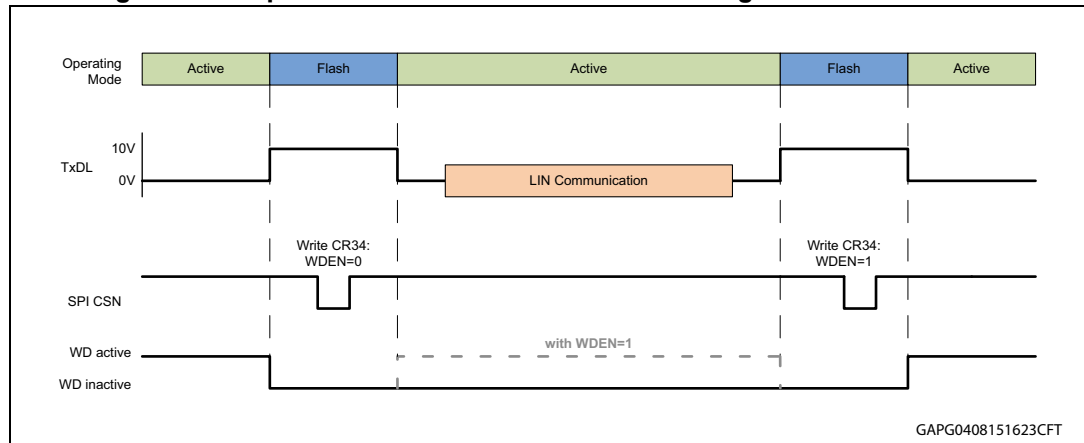 Operating
Mode
Active
Flash
Active
Flash
Active
10V
TxDL
0V
LIN Communication
Write CR34:
WDEN=0
Write CR34:
WDEN=1
SPI CSN
with WDEN=1
WD active
WD inactive
GAPG0408151623CFT